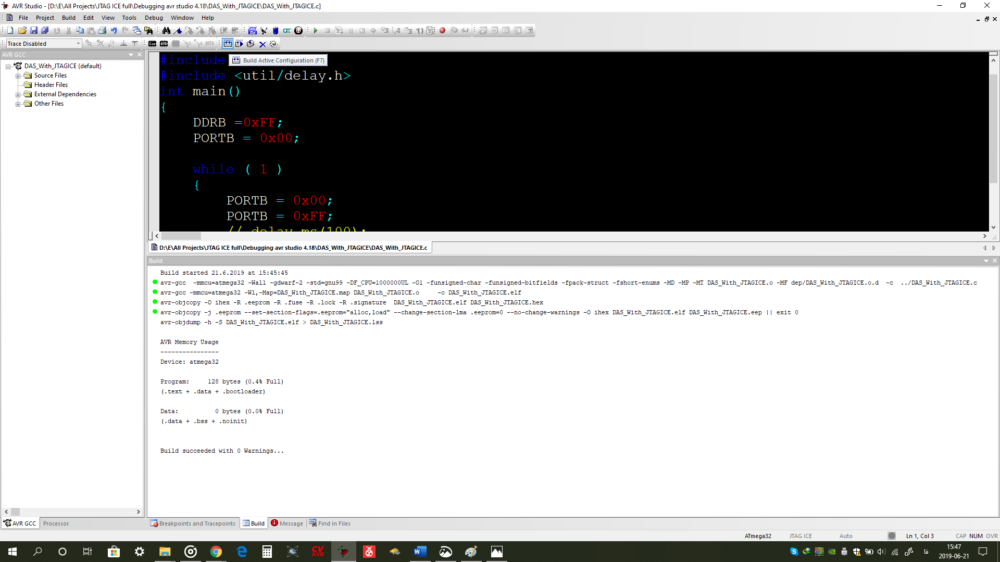 AVR Studio - [D:\E\All Projects\JTAG ICE full\Debugging avr studio 4.18\DAS_With_JTAGICE\DAS_With_JTAGICE.c]
File Project Build Edit View Tools Debug Window Help
Trace Disabled
Con AVR AUTO
AVR GCC
DAS_With_JTAGICE (default)
Source Files
Header Files
External Dependencies
Other Files
#include
Build Active Configuration (F7)
#include <util/delay.h>
int main()
{
DDRB =0xFF;
PORTB = 0x00;
while ( 1 )
{
PORTB = 0x00;
PORTB = 0xFF;
//_delay_ms(100);
D:\E\All Projects\JTAG ICE full\Debugging avr studio 4.18\DAS_With_JTAGICE\DAS_With_JTAGICE.c
Build
Build started 21.6.2019 at 15:45:45
avr-gcc -mmcu=atmega32 -Wall -gdwarf-2 -std=gnu99 -DF_CPU=1000000UL -O1 -funsigned-char -funsigned-bitfields -fpack-struct -fshort-enums -MD -MP -MT DAS_With_JTAGICE.o -MF dep/DAS_With_JTAGICE.o.d -c ../DAS_With_JTAGICE.c
avr-gcc -mmcu=atmega32 -Wl,-Map=DAS_With_JTAGICE.map DAS_With_JTAGICE.o -o DAS_With_JTAGICE.elf
avr-objcopy -O ihex -R .eeprom -R .fuse -R .lock -R .signature DAS_With_JTAGICE.elf DAS_With_JTAGICE.hex
avr-objcopy -j .eeprom --set-section-flags=.eeprom="alloc,load" --change-section-lma .eeprom=0 --no-change-warnings -O ihex DAS_With_JTAGICE.elf DAS_With_JTAGICE.eep || exit 0
avr-objdump -h -S DAS_With_JTAGICE.elf > DAS_With_JTAGICE.lss
AVR Memory Usage
----------------
Device: atmega32
Program: 128 bytes (0.4% Full)
(.text + .data + .bootloader)
Data: 0 bytes (0.0% Full)
(.data + .bss + .noinit)
Build succeeded with 0 Warnings...
AVR GCC Processor
Breakpoints and Tracepoints Build Message Find in Files
ATmega32 JTAG ICE Auto Ln 1, Col 3 CAP NUM OVR
CV AVR
فا
15:47
2019-06-21